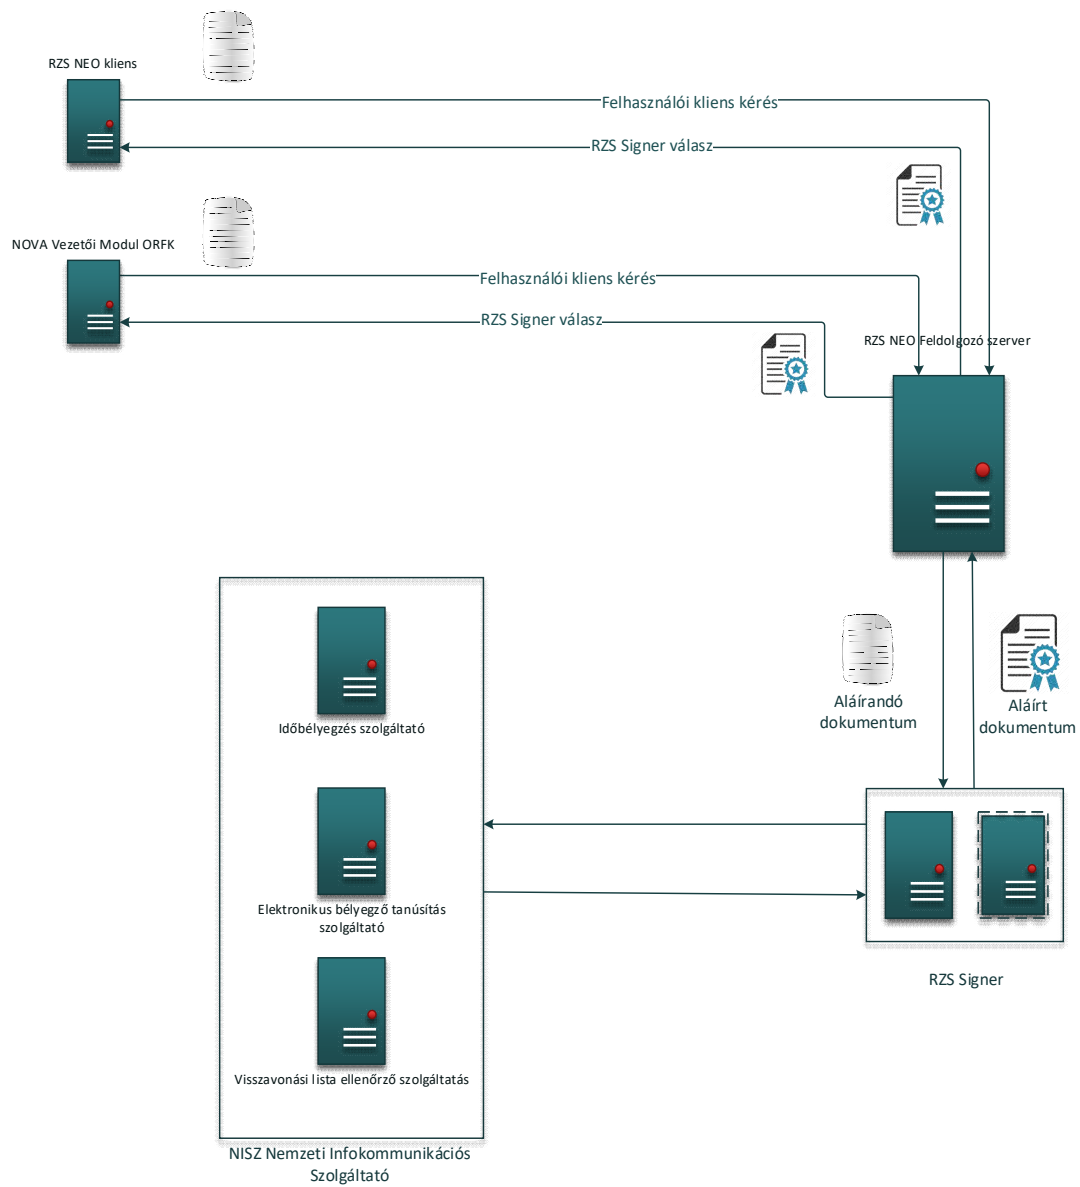 RZS NEO kliens
Felhasználói kliens kérés
RZS Signer válasz
NOVA Vezetői Modul ORFK
Felhasználói kliens kérés
RZS Signer válasz
RZS NEO Feldolgozó szerver
Aláírandó
dokumentum
Aláírt
dokumentum
Időbélyegzés szolgáltató
Elektronikus bélyegző tanúsítás
szolgáltató
Visszavonási lista ellenőrző szolgáltatás
RZS Signer
NISZ Nemzeti Infokommunikációs
Szolgáltató